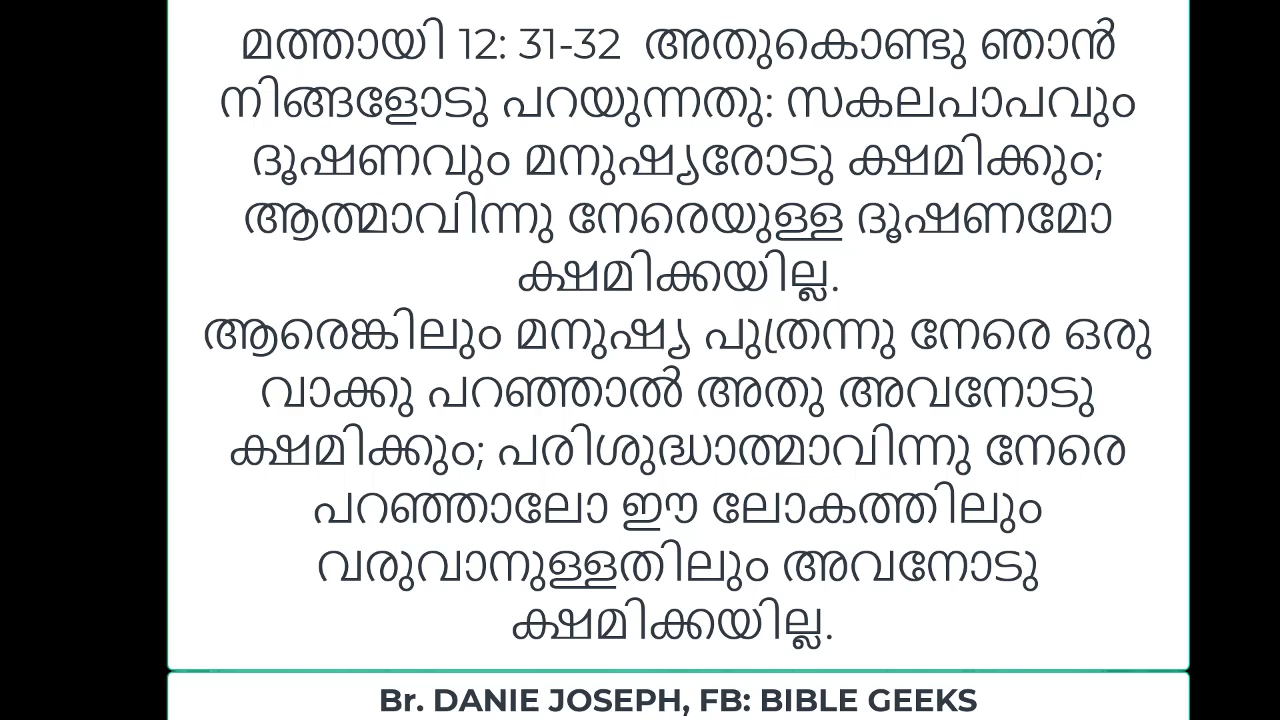 മത്തായി 12: 31-32 അതുകൊണ്ടു ഞാൻ
നിങ്ങളോടു പറയുന്നതു: സകലപാപവും
ദൂഷണവും മനുഷ്യരോടു ക്ഷമിക്കും;
ആത്മാവിന്നു നേരെയുള്ള ദൂഷണമോ
ക്ഷമിക്കയില്ല.
ആരെങ്കിലും മനുഷ്യ പുത്രന്നു നേരെ ഒരു
വാക്കു പറഞ്ഞാൽ അതു അവനോടു
ക്ഷമിക്കും; പരിശുദ്ധാത്മാവിന്നു നേരെ
പറഞ്ഞാലോ ഈ ലോകത്തിലും
വരുവാനുള്ളതിലും അവനോടു
ക്ഷമിക്കയില്ല.
Br. DANIE JOSEPH, FB: BIBLE GEEKS